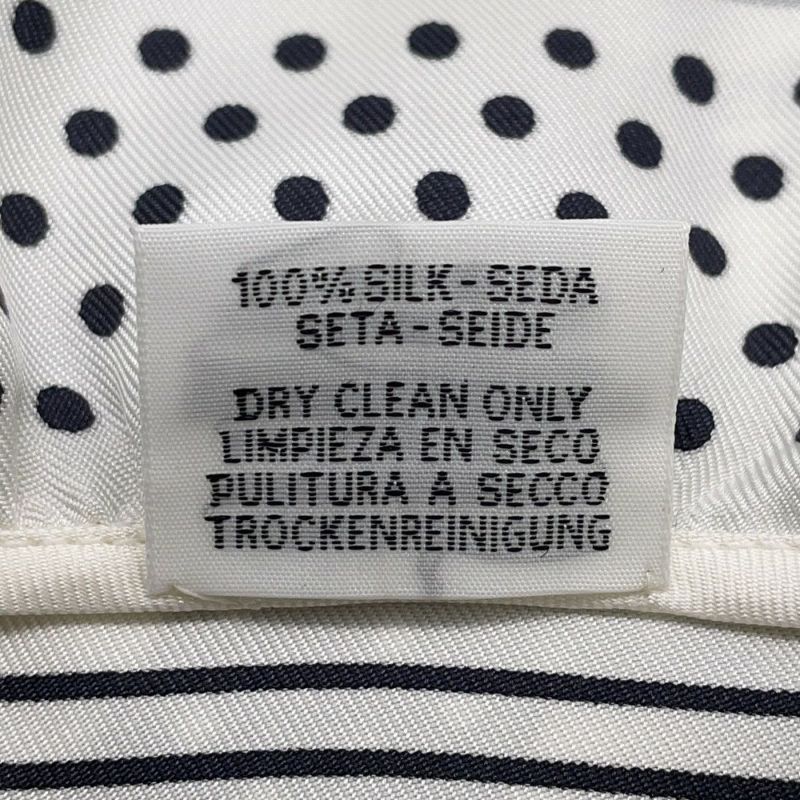 100% SILK - SEDA
SETA - SEIDE
DRY CLEAN ONLY
LIMPIEZA EN SECO
PULITURA A SECCO
TROCKENREINIGUNG